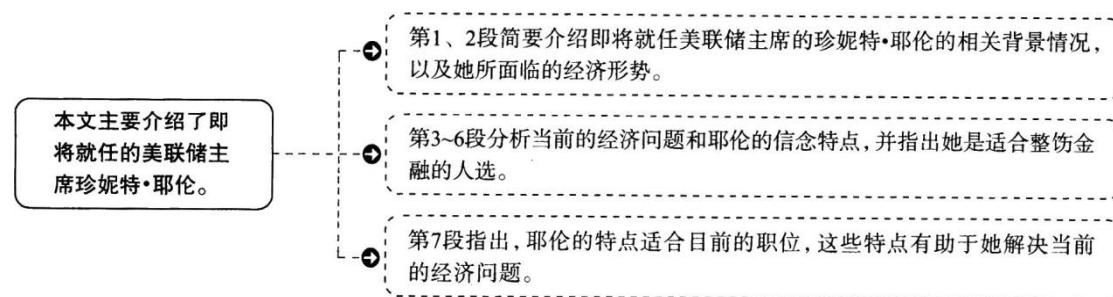 本文主要介绍了即
将就任的美联储主
席珍妮特•耶伦。
第1、2段简要介绍即将就任美联储主席的珍妮特•耶伦的相关背景情况，
以及她所面临的经济形势。
第3~6段分析当前的经济问题和耶伦的信念特点，并指出她是适合整饬金
融的人选。
第7段指出，耶伦的特点适合目前的职位，这些特点有助于她解决当前
的经济问题。